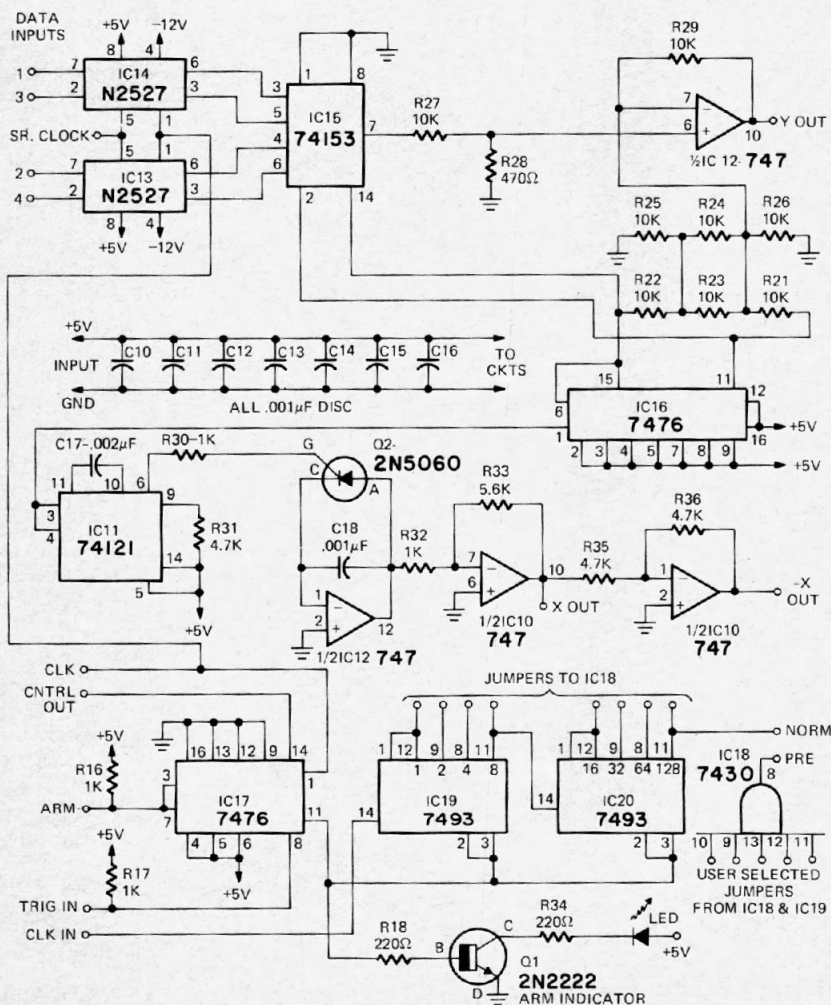 DATA INPUTS
+5V
-12V
8
4
1
7
IC14
N2527
6
3
2
3
5
1
SR. CLOCK
5
1
2
7
IC13
N2527
6
4
2
3
8
4
+5V
-12V
1
8
3
5
4
6
IC15
74153
7
2
14
R27
10K
R28
470Ω
R29
10K
7
−
6
+
10
Y OUT
½IC 12-747
R25
10K
R24
10K
R26
10K
R22
10K
R23
10K
R21
10K
+5V
INPUT
GND
C10
C11
C12
C13
C14
C15
C16
TO CKTS
ALL .001µF DISC
15
11
6
1
IC16
7476
12
16
+5V
2
3
4
5
7
8
9
+5V
C17-.002µF
R30-1K
11
10
6
9
3
4
IC11
74121
14
5
R31
4.7K
+5V
G
Q2-
2N5060
C
A
C18
.001µF
1
−
2
+
12
1/2IC12 747
R32
1K
R33
5.6K
7
−
6
+
10
1/2IC10
747
X OUT
R35
4.7K
R36
4.7K
1
−
2
+
-X OUT
1/2IC10
747
CLK
CNTRL OUT
+5V
R16
1K
ARM
+5V
R17
1K
TRIG IN
CLK IN
16
13
12
9
14
3
7
IC17
7476
1
11
4
5
6
8
+5V
JUMPERS TO IC18
1
12
9
8
11
1
2
4
8
14
IC19
7493
2
3
1
12
9
8
11
16
32
64
128
14
IC20
7493
2
3
NORM
IC18
7430
PRE
8
10
9
13
12
11
USER SELECTED
JUMPERS
FROM IC18 & IC19
R18
220Ω
B
C
D
Q1
2N2222
ARM INDICATOR
R34
220Ω
LED
+5V